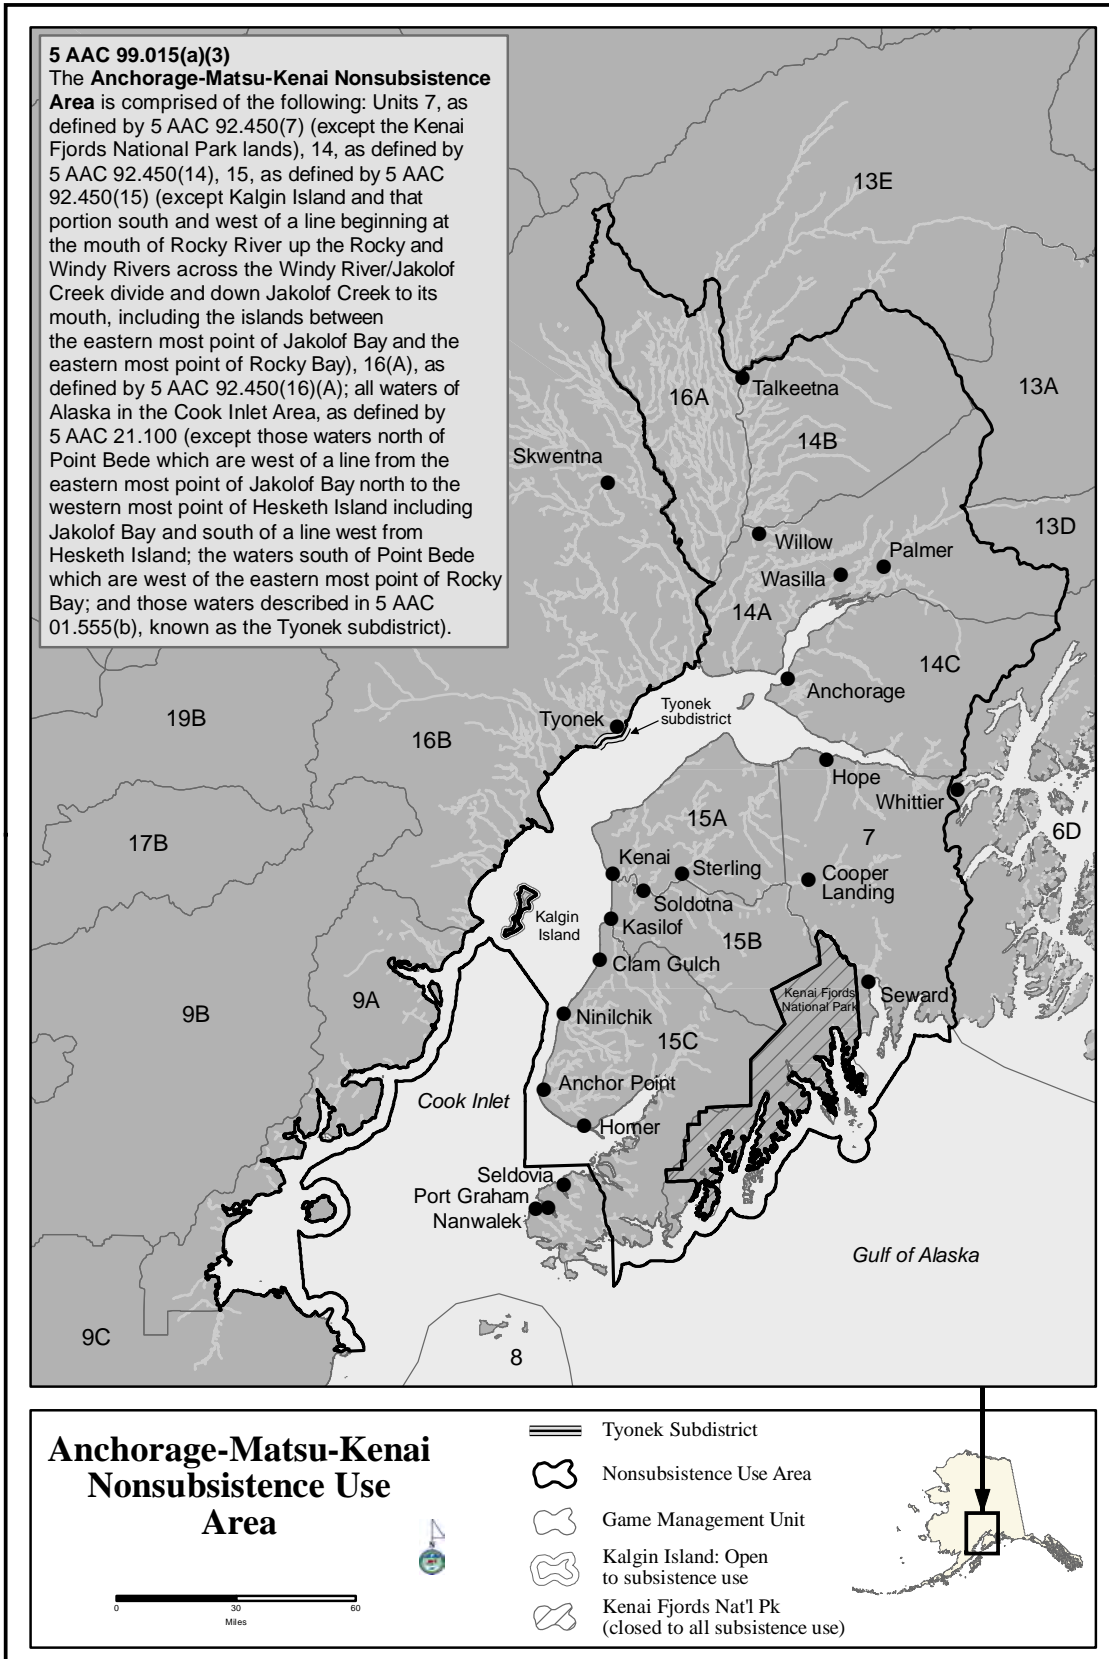 5 AAC 99.015(a)(3)
The Anchorage-Matsu-Kenai Nonsubsistence
Area is comprised of the following: Units 7, as
defined by 5 AAC 92.450(7) (except the Kenai
Fjords National Park lands), 14, as defined by
5 AAC 92.450(14), 15, as defined by 5 AAC
92.450(15) (except Kalgin Island and that
portion south and west of a line beginning at
the mouth of Rocky River up the Rocky and
Windy Rivers across the Windy River/Jakolof
Creek divide and down Jakolof Creek to its
mouth, including the islands between
the eastern most point of Jakolof Bay and the
eastern most point of Rocky Bay), 16(A), as
defined by 5 AAC 92.450(16)(A); all waters of
Alaska in the Cook Inlet Area, as defined by
5 AAC 21.100 (except those waters north of
Point Bede which are west of a line from the
eastern most point of Jakolof Bay north to the
western most point of Hesketh Island including
Jakolof Bay and south of a line west from
Hesketh Island; the waters south of Point Bede
which are west of the eastern most point of Rocky
Bay; and those waters described in 5 AAC
01.555(b), known as the Tyonek subdistrict).
13E
16A
Talkeetna
13A
14B
Skwentna
13D
Willow
Palmer
Wasilla
14A
14C
Anchorage
19B
16B
Tyonek
Tyonek
subdistrict
Hope
Whittier
17B
15A
7
6D
Kenai
Sterling
Cooper
Landing
Soldotna
Kalgin
Island
Kasilof
15B
Clam Gulch
9A
9B
Kenai Fjords
National Park
Seward
Ninilchik
15C
Anchor Point
Cook Inlet
Homer
Seldovia
Port Graham
Nanwalek
Gulf of Alaska
9C
8
Anchorage-Matsu-Kenai
Nonsubsistence Use
Area
0 30 60
Miles
N
Tyonek Subdistrict
Nonsubsistence Use Area
Game Management Unit
Kalgin Island: Open
to subsistence use
Kenai Fjords Nat'l Pk
(closed to all subsistence use)